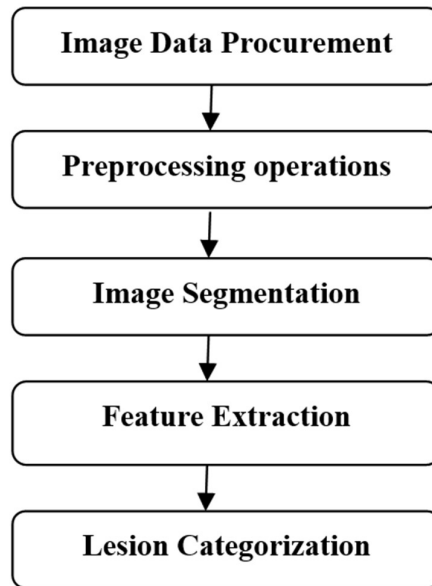 Image Data Procurement
Preprocessing operations
Image Segmentation
Feature Extraction
Lesion Categorization